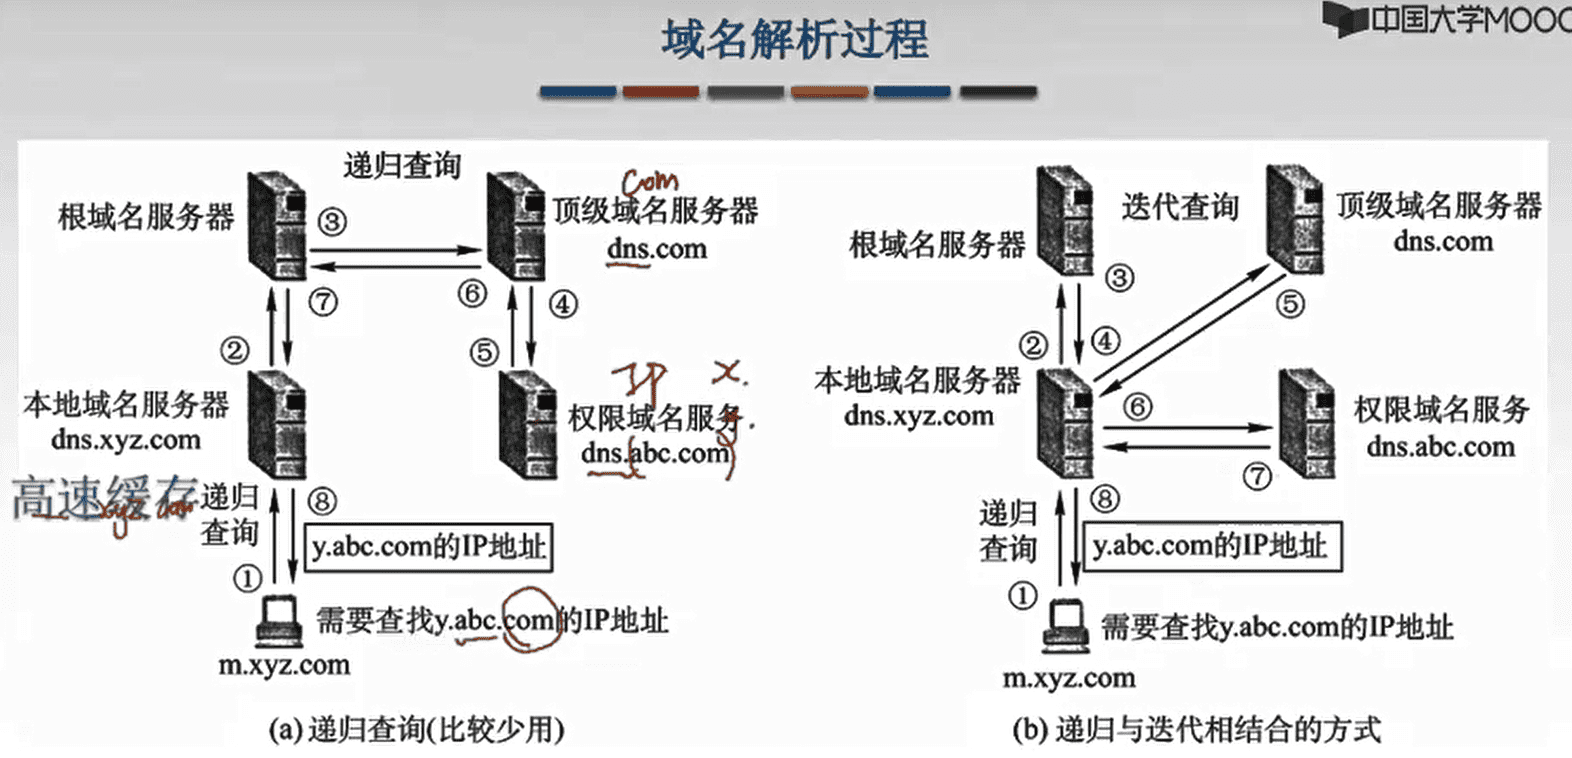 中国大学MOOC
域名解析过程
递归查询
com
根域名服务器
③
顶级域名服务器
dns.com
⑦
⑥
④
②
⑤
IP
x.
本地域名服务器
dns.xyz.com
权限域名服务
dns.abc.com
高速缓存
xyz.com
递归
查询
⑧
y.abc.com的IP地址
①
需要查找y.abc.com的IP地址
m.xyz.com
(a) 递归查询(比较少用)
迭代查询
根域名服务器
顶级域名服务器
dns.com
③
⑤
②
④
本地域名服务器
dns.xyz.com
⑥
权限域名服务
dns.abc.com
⑦
递归
查询
⑧
y.abc.com的IP地址
①
需要查找y.abc.com的IP地址
m.xyz.com
(b) 递归与迭代相结合的方式